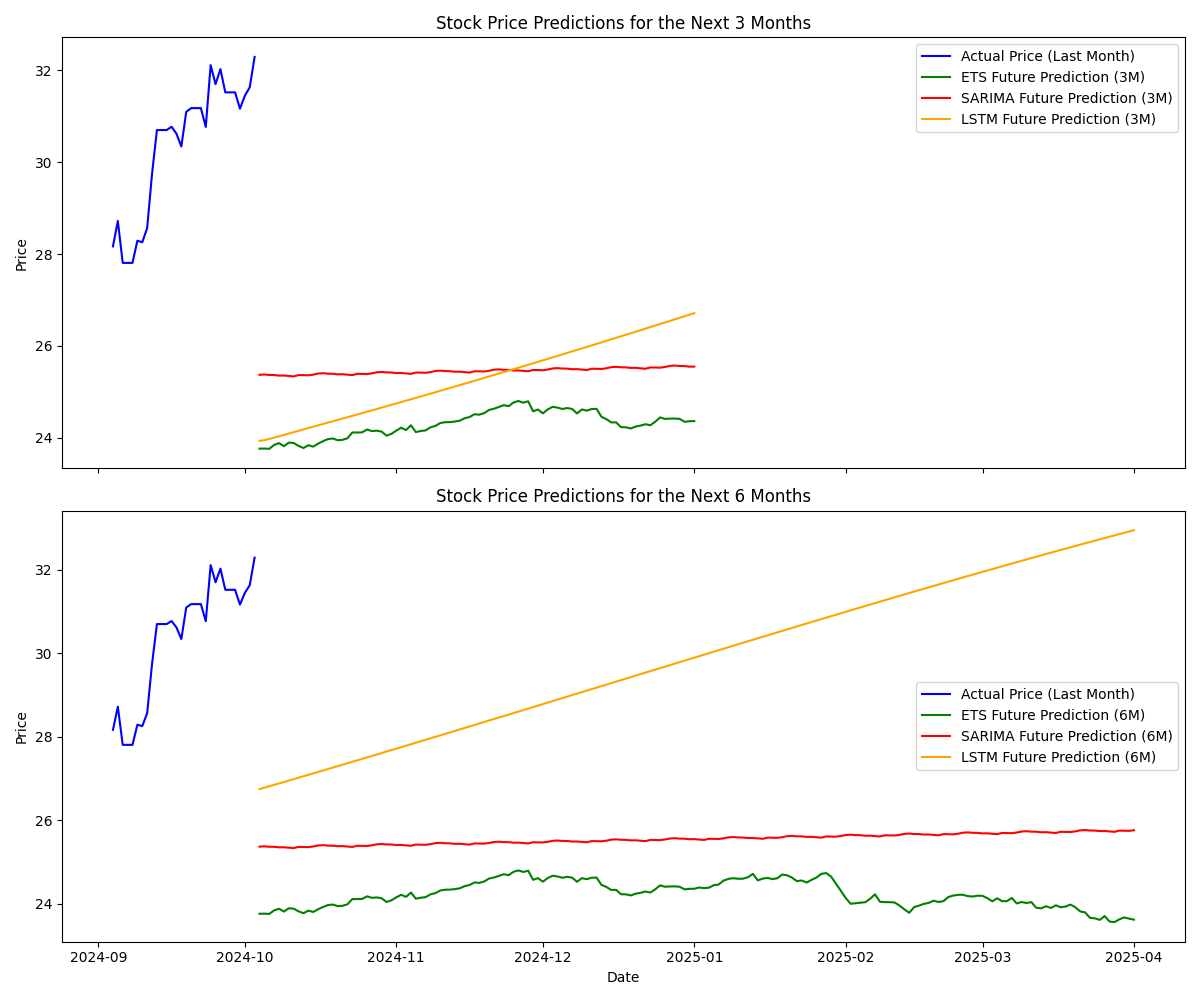 Stock Price Predictions for the Next 3 Months
Actual Price (Last Month)
ETS Future Prediction (3M)
SARIMA Future Prediction (3M)
LSTM Future Prediction (3M)
32
30
28
26
24
Price
Stock Price Predictions for the Next 6 Months
Actual Price (Last Month)
ETS Future Prediction (6M)
SARIMA Future Prediction (6M)
LSTM Future Prediction (6M)
32
30
28
26
24
Price
2024-09 2024-10 2024-11 2024-12 2025-01 2025-02 2025-03 2025-04
Date